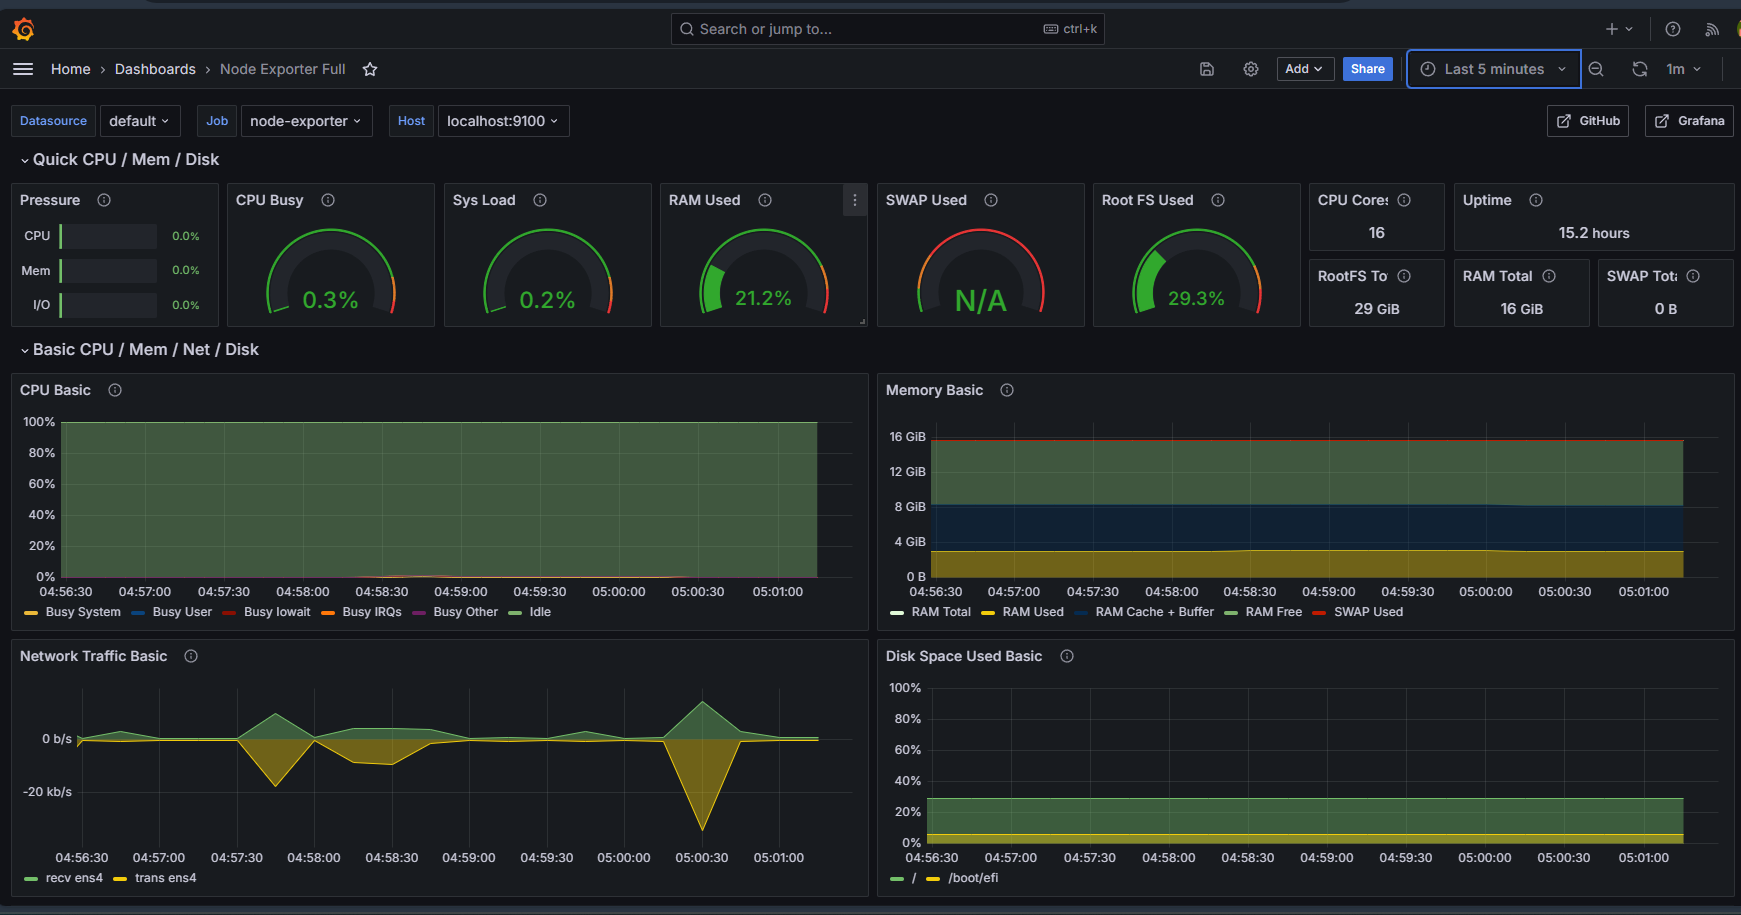 Search or jump to...
ctrl+k
Home › Dashboards › Node Exporter Full
Add
Share
Last 5 minutes
1m
Datasource default
Job node-exporter
Host localhost:9100
GitHub
Grafana
Quick CPU / Mem / Disk
Pressure
CPU 0.0%
Mem 0.0%
I/O 0.0%
CPU Busy
0.3%
Sys Load
0.2%
RAM Used
21.2%
SWAP Used
N/A
Root FS Used
29.3%
CPU Cores
16
Uptime
15.2 hours
RootFS To
29 GiB
RAM Total
16 GiB
SWAP Tota
0 B
Basic CPU / Mem / Net / Disk
CPU Basic
100%
80%
60%
40%
20%
0%
04:56:30 04:57:00 04:57:30 04:58:00 04:58:30 04:59:00 04:59:30 05:00:00 05:00:30 05:01:00
Busy System Busy User Busy Iowait Busy IRQs Busy Other Idle
Memory Basic
16 GiB
12 GiB
8 GiB
4 GiB
0 B
04:56:30 04:57:00 04:57:30 04:58:00 04:58:30 04:59:00 04:59:30 05:00:00 05:00:30 05:01:00
RAM Total RAM Used RAM Cache + Buffer RAM Free SWAP Used
Network Traffic Basic
0 b/s
-20 kb/s
04:56:30 04:57:00 04:57:30 04:58:00 04:58:30 04:59:00 04:59:30 05:00:00 05:00:30 05:01:00
recv ens4 trans ens4
Disk Space Used Basic
100%
80%
60%
40%
20%
0%
04:56:30 04:57:00 04:57:30 04:58:00 04:58:30 04:59:00 04:59:30 05:00:00 05:00:30 05:01:00
/ /boot/efi